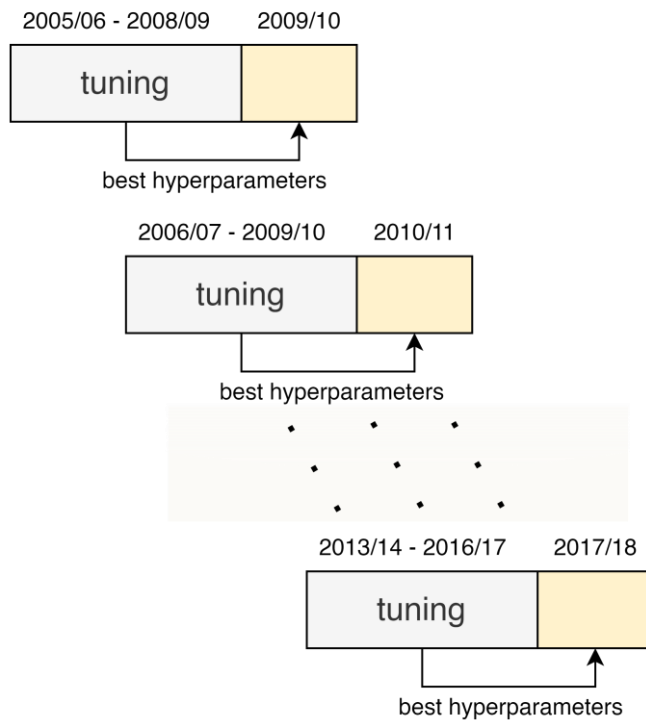 2005/06 - 2008/09 2009/10
tuning
best hyperparameters
2006/07 - 2009/10 2010/11
tuning
best hyperparameters
2013/14 - 2016/17 2017/18
tuning
best hyperparameters